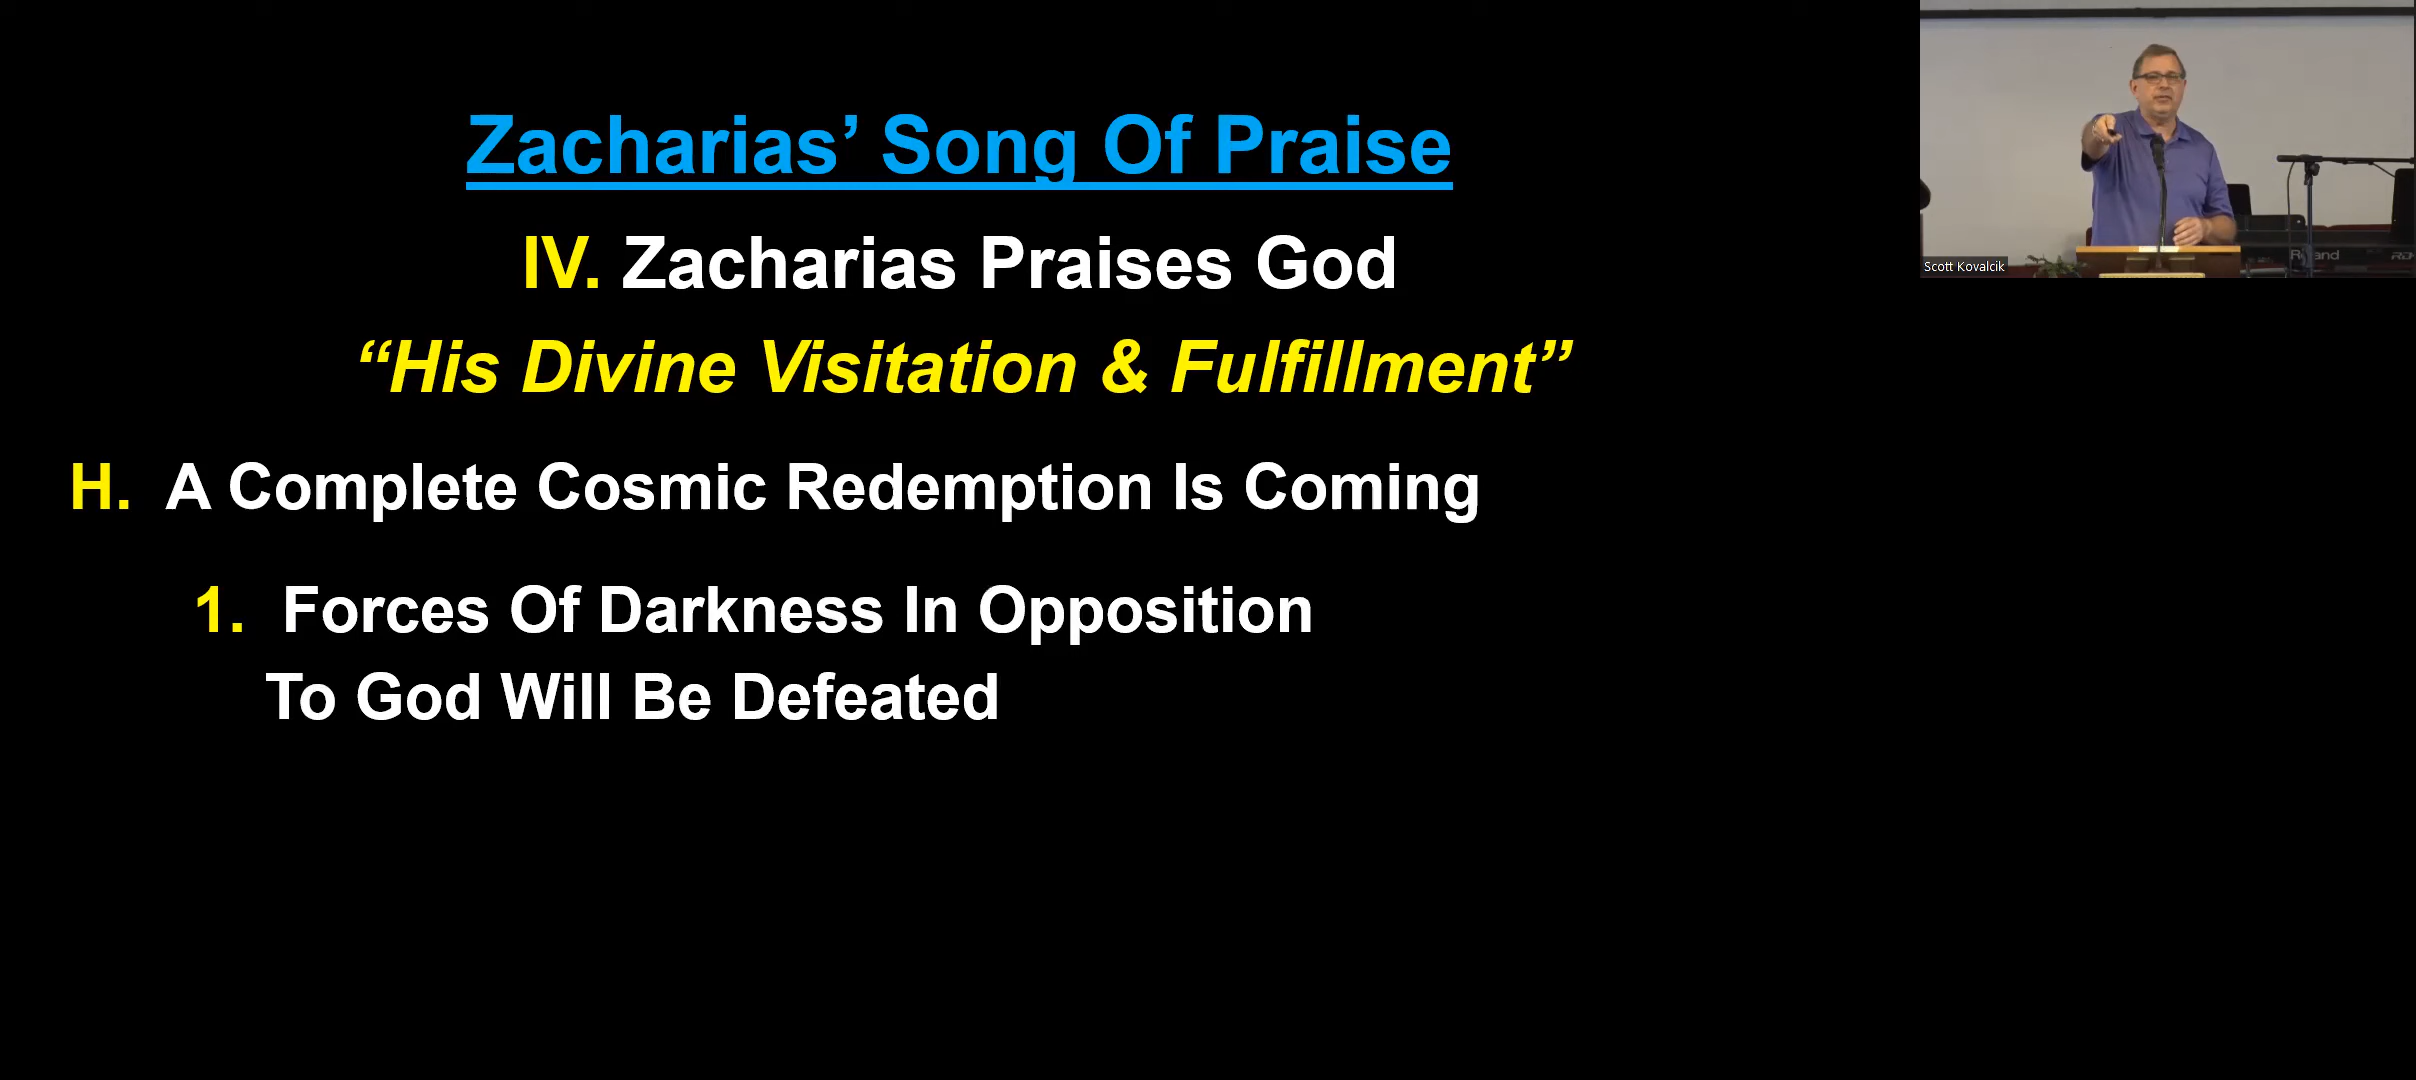 Zacharias’ Song Of Praise
IV. Zacharias Praises God
“His Divine Visitation & Fulfillment”
H. A Complete Cosmic Redemption Is Coming
1. Forces Of Darkness In Opposition
To God Will Be Defeated
Scott Kovalcik
Roland